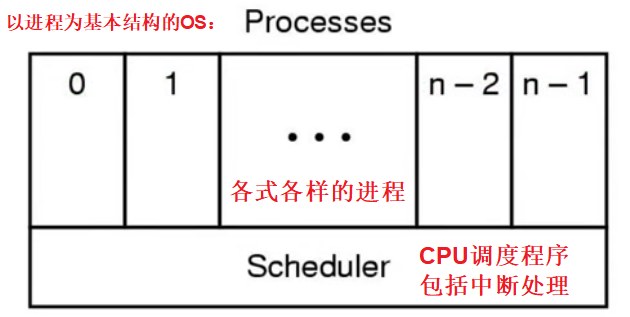 以进程为基本结构的OS： Processes
0 1 ... n – 2 n – 1
各式各样的进程
Scheduler CPU调度程序
包括中断处理